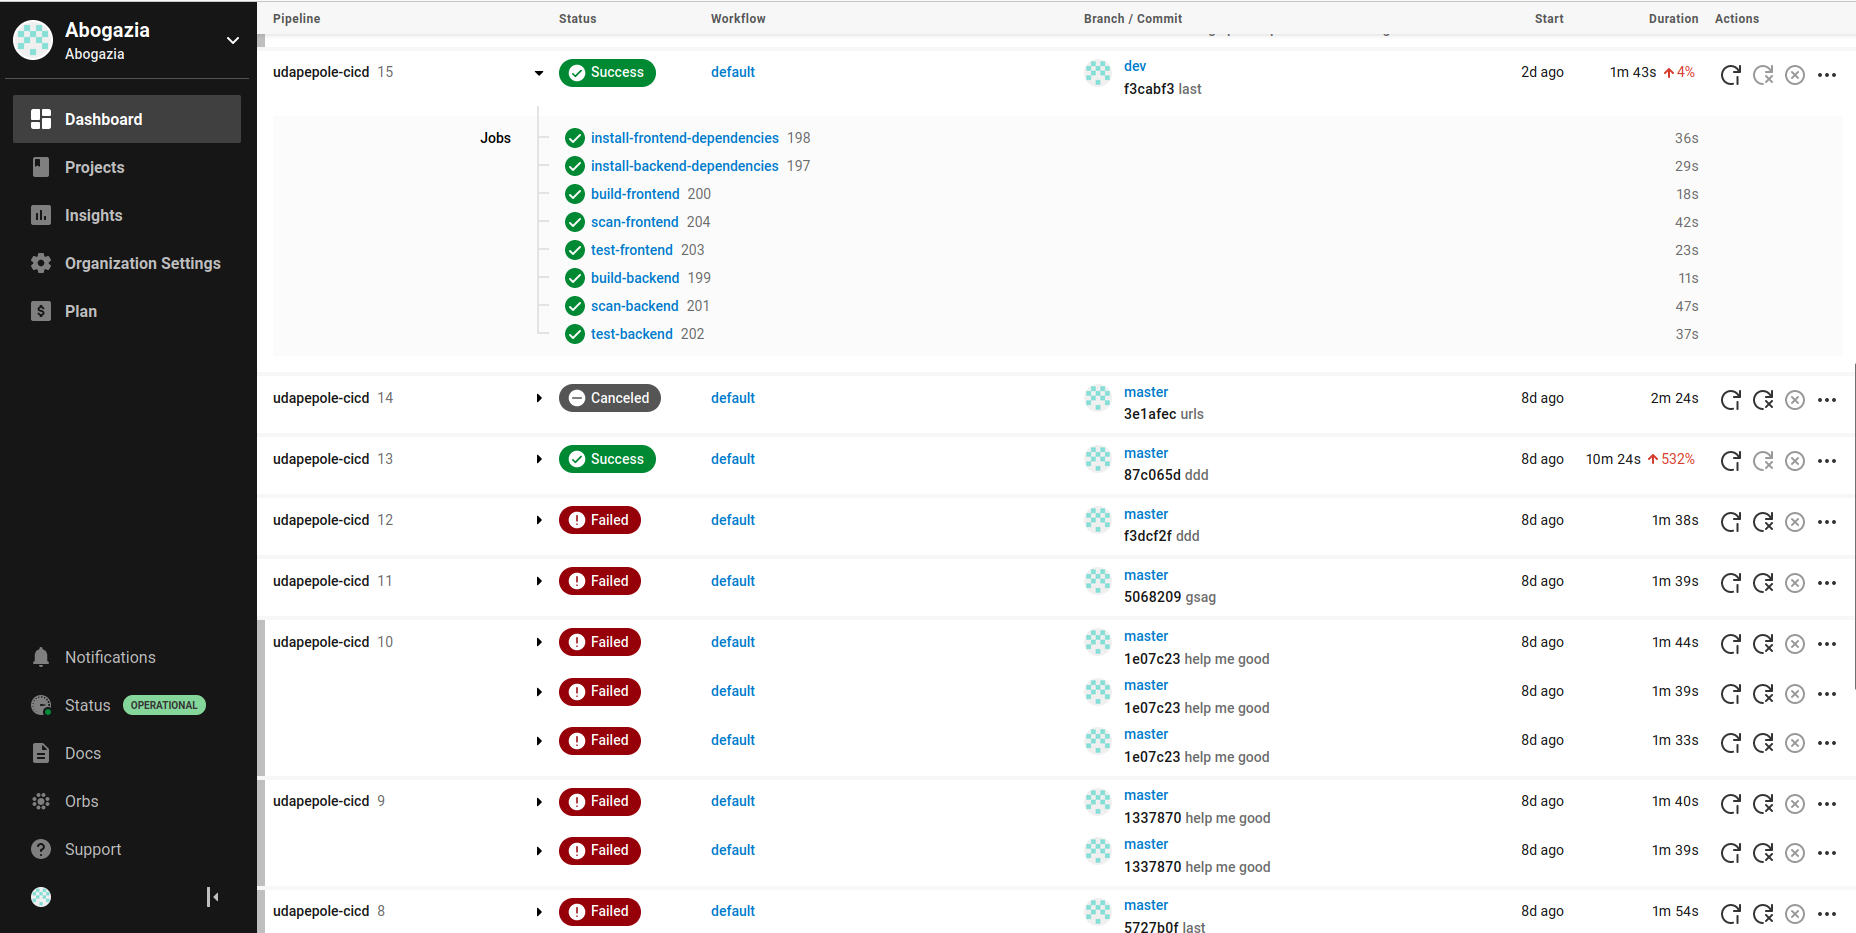 Abogazia
Abogazia
Dashboard
Projects
Insights
Organization Settings
Plan
Notifications
Status OPERATIONAL
Docs
Orbs
Support
Pipeline Status Workflow Branch / Commit Start Duration Actions
udapepole-cicd 15 Success default dev 2d ago 1m 43s 4%
f3cabf3 last
Jobs install-frontend-dependencies 198 36s
install-backend-dependencies 197 29s
build-frontend 200 18s
scan-frontend 204 42s
test-frontend 203 23s
build-backend 199 11s
scan-backend 201 47s
test-backend 202 37s
udapepole-cicd 14 Canceled default master 8d ago 2m 24s
3e1afec urls
udapepole-cicd 13 Success default master 8d ago 10m 24s 532%
87c065d ddd
udapepole-cicd 12 Failed default master 8d ago 1m 38s
f3dcf2f ddd
udapepole-cicd 11 Failed default master 8d ago 1m 39s
5068209 gsag
udapepole-cicd 10 Failed default master 8d ago 1m 44s
1e07c23 help me good
Failed default master 8d ago 1m 39s
1e07c23 help me good
Failed default master 8d ago 1m 33s
1e07c23 help me good
udapepole-cicd 9 Failed default master 8d ago 1m 40s
1337870 help me good
Failed default master 8d ago 1m 39s
1337870 help me good
udapepole-cicd 8 Failed default master 8d ago 1m 54s
5727b0f last